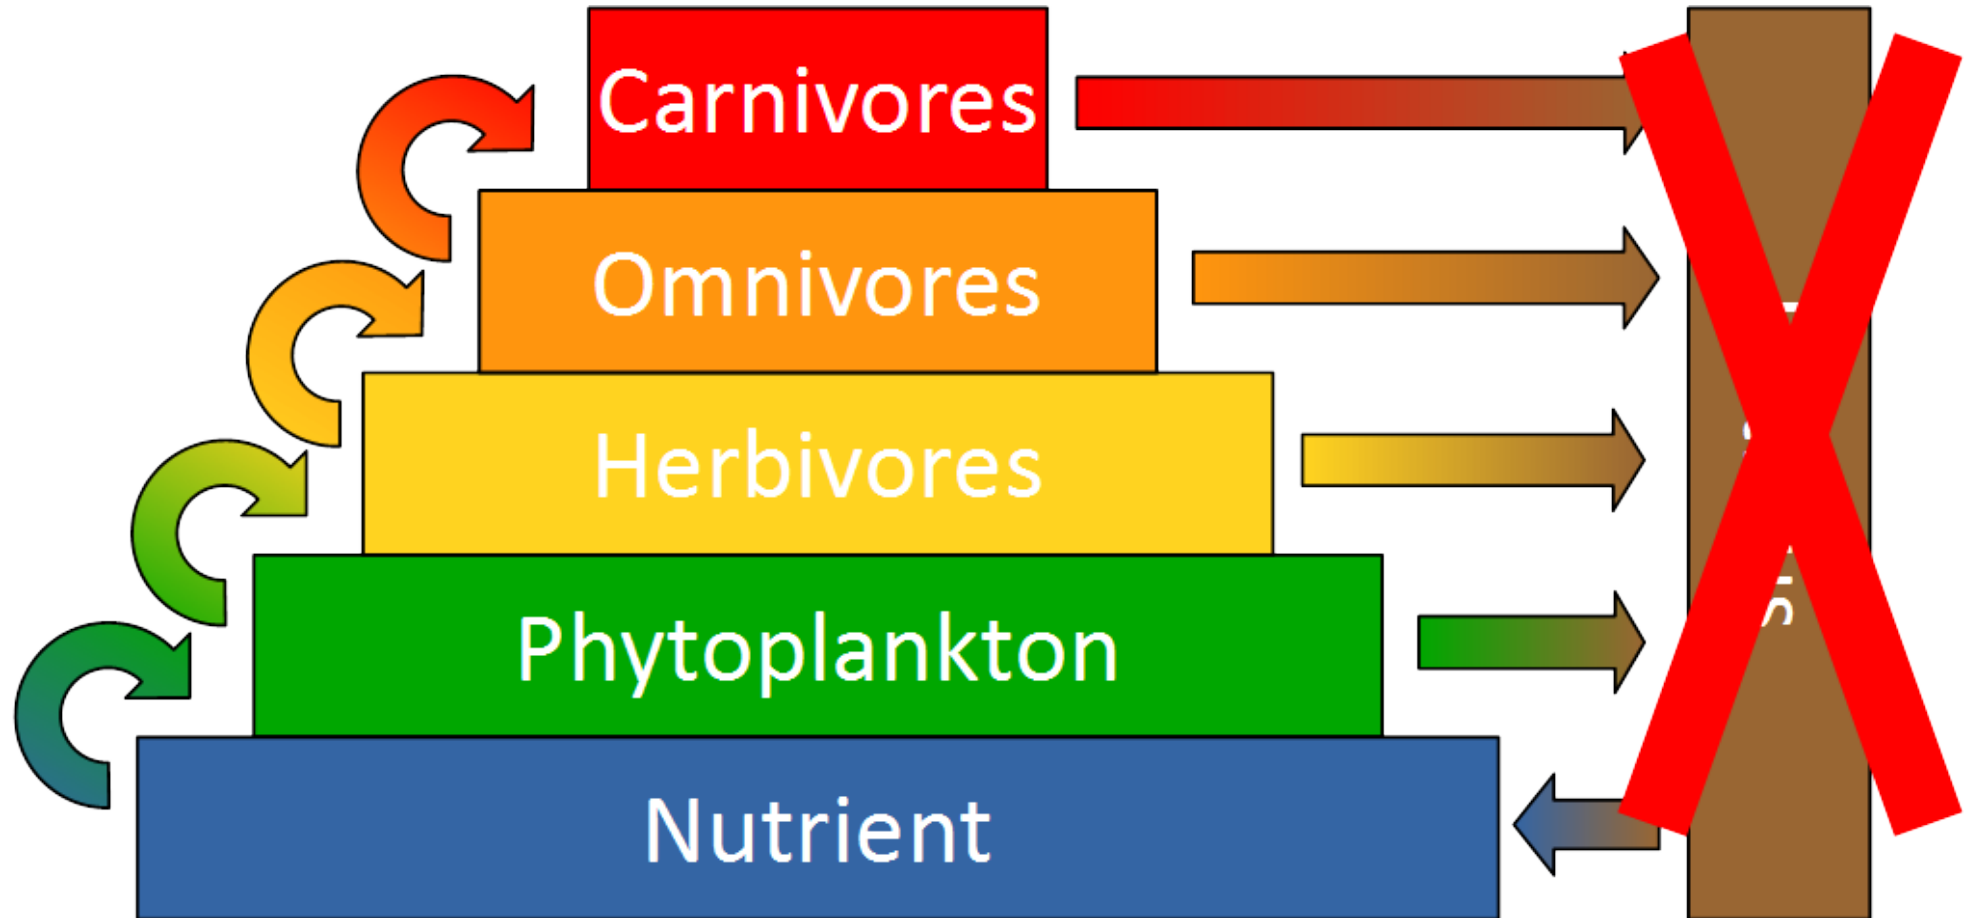 Carnivores
Omnivores
Herbivores
Phytoplankton
Nutrient